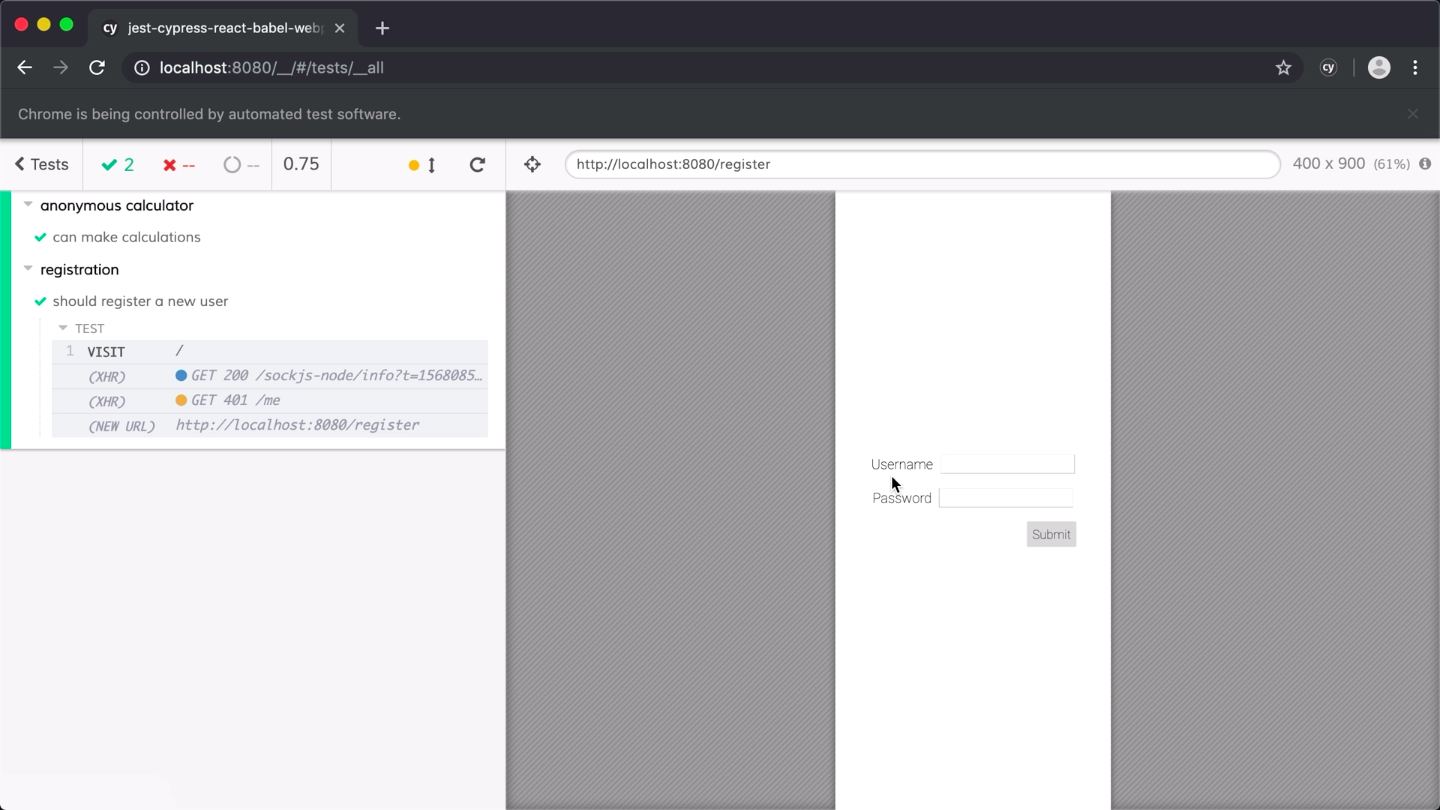 cy jest-cypress-react-babel-webp
localhost:8080/__/#/tests/__all
cy
Chrome is being controlled by automated test software.
Tests 2 -- -- 0.75 http://localhost:8080/register 400 x 900 (61%)
anonymous calculator
can make calculations
registration
should register a new user
TEST
1 VISIT /
(XHR) GET 200 /sockjs-node/info?t=1568085…
(XHR) GET 401 /me
(NEW URL) http://localhost:8080/register
Username
Password
Submit